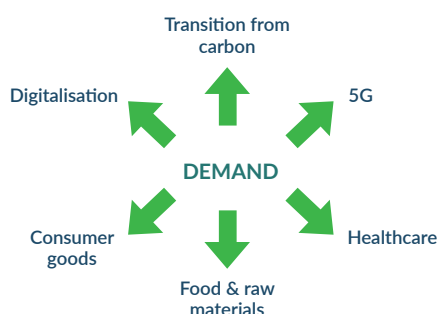 Transition from
carbon
Digitalisation
5G
DEMAND
Consumer
goods
Healthcare
Food & raw
materials